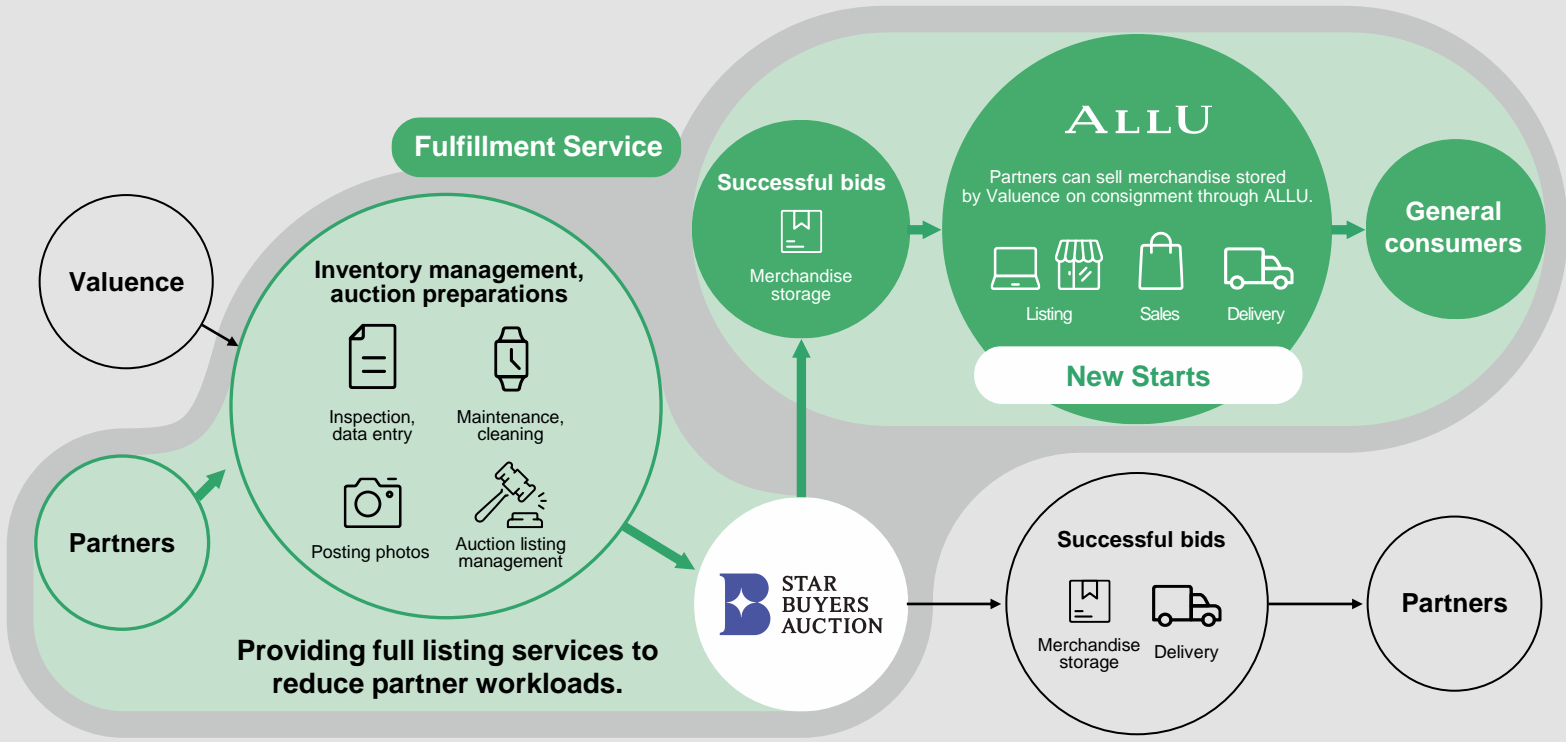 Fulfillment Service
Valuence
Partners
Inventory management,
auction preparations
Inspection,
data entry
Maintenance,
cleaning
Posting photos
Auction listing
management
Providing full listing services to
reduce partner workloads.
STAR
BUYERS
AUCTION
Successful bids
Merchandise
storage
ALLU
Partners can sell merchandise stored
by Valuence on consignment through ALLU.
Listing
Sales
Delivery
New Starts
General
consumers
Successful bids
Merchandise
storage
Delivery
Partners